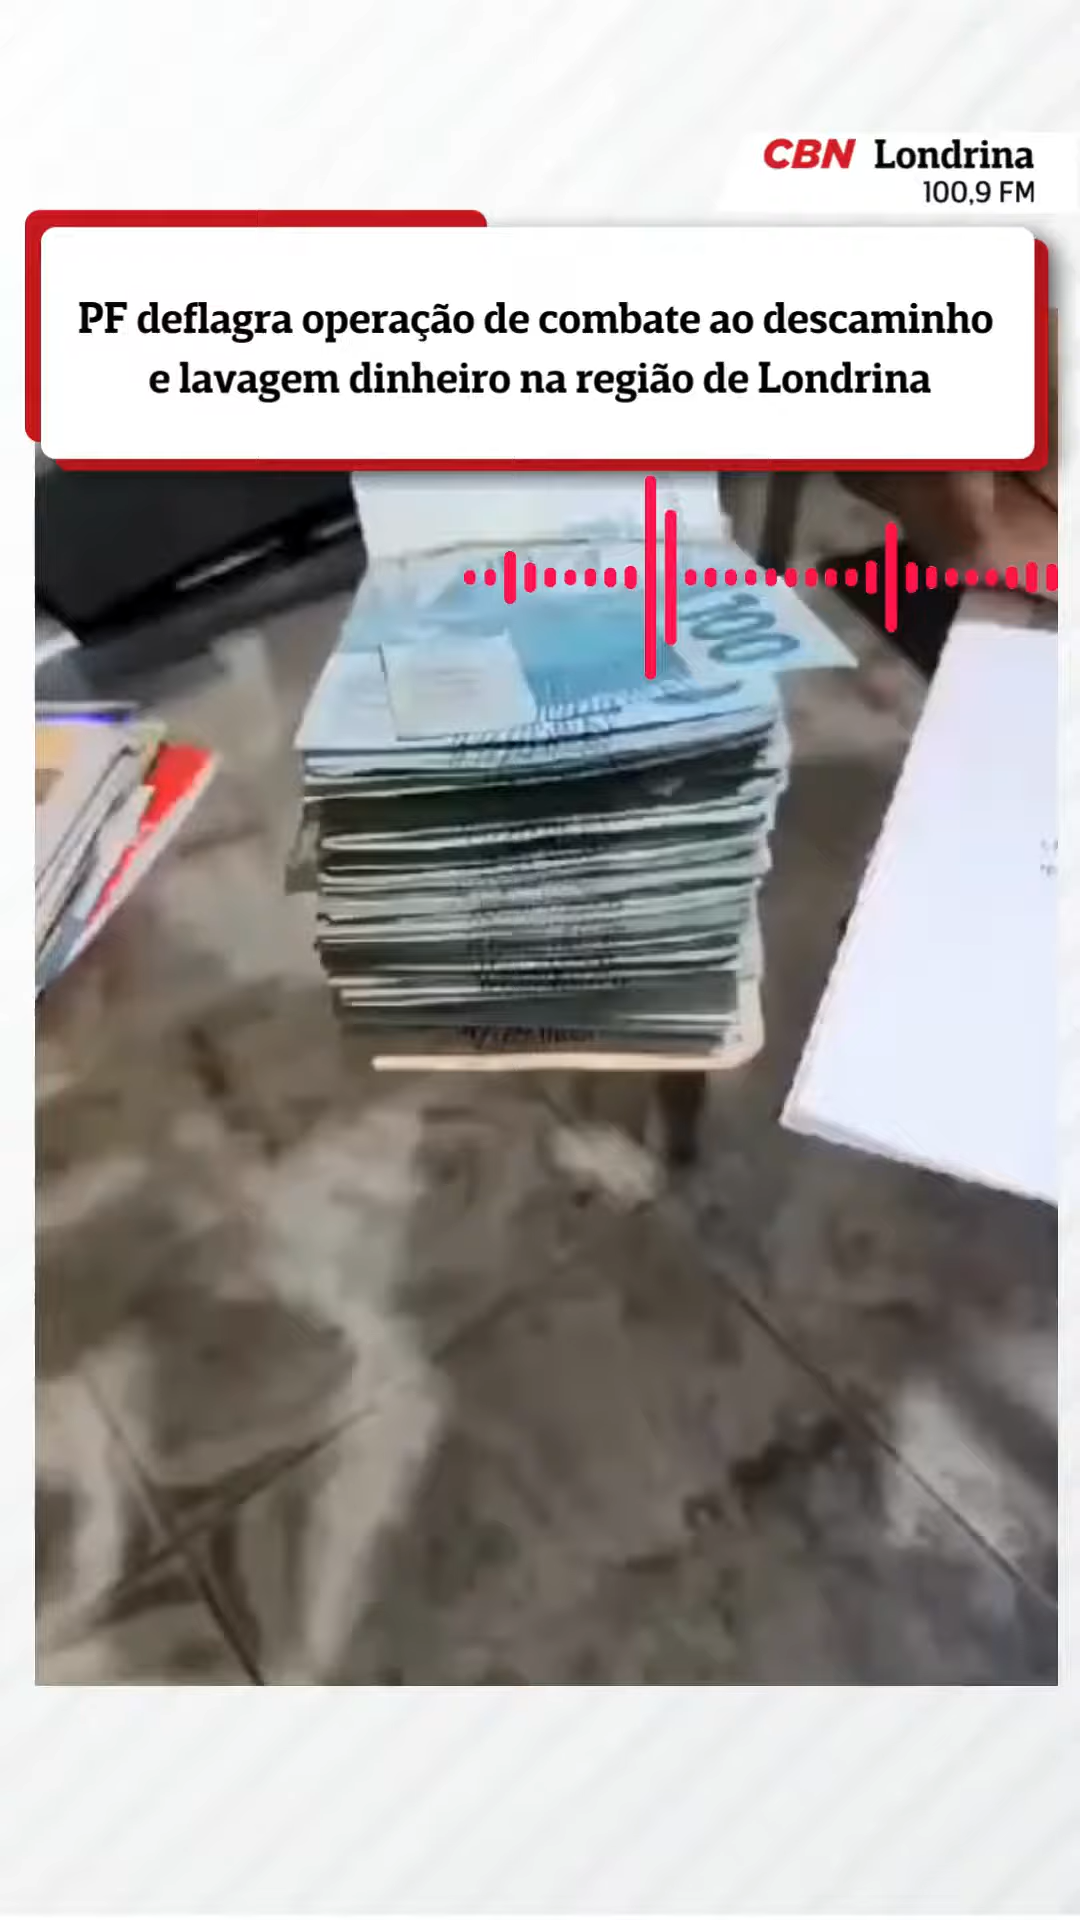 CBN Londrina
100,9 FM
PF deflagra operação de combate ao descaminho
e lavagem dinheiro na região de Londrina
100